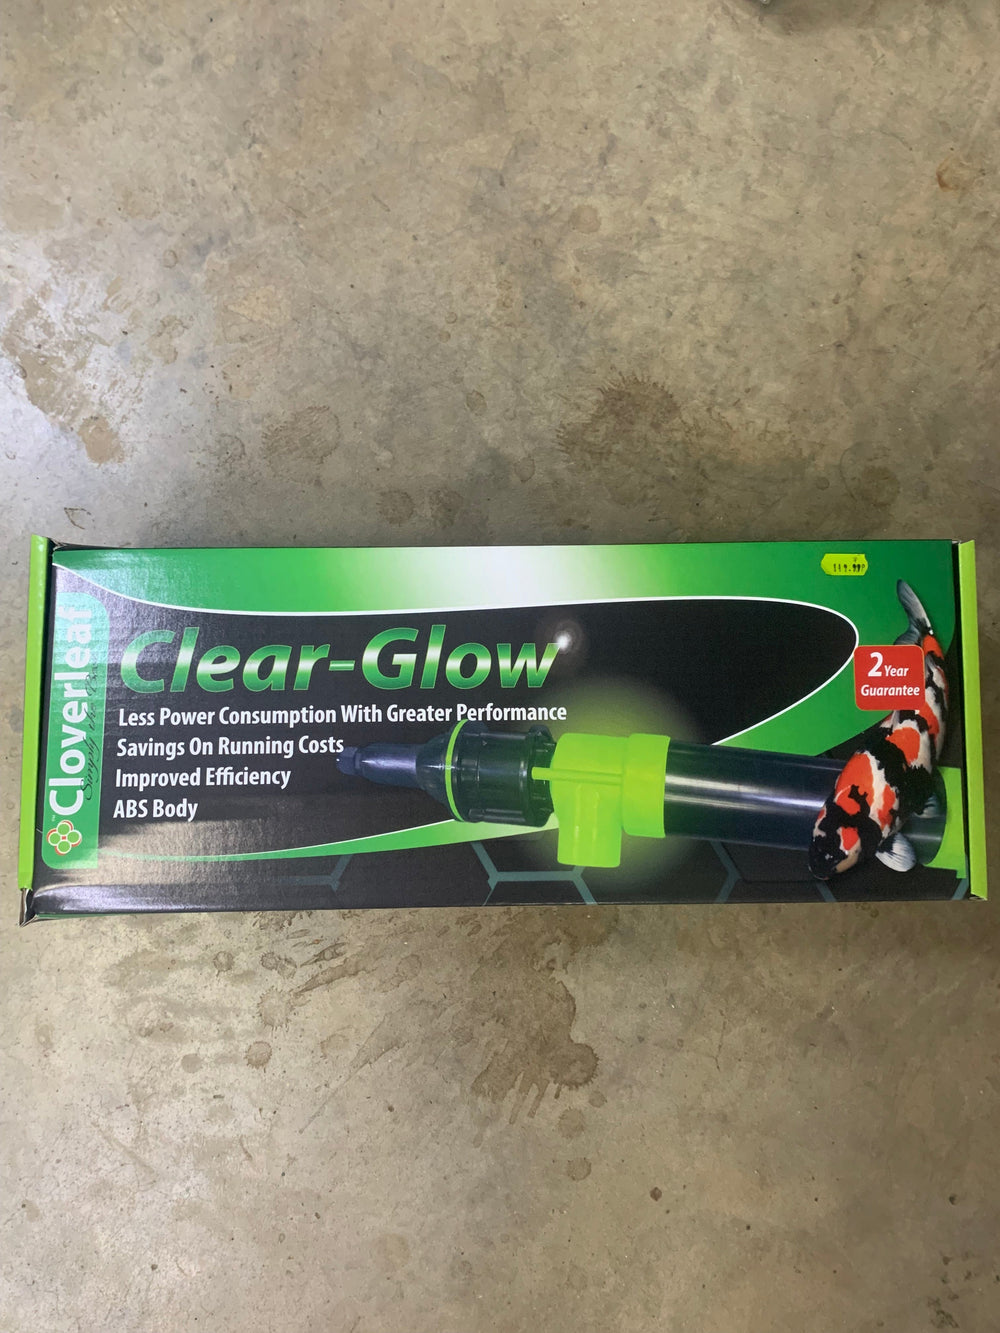 Clear-Glow
Less Power Consumption With Greater Performance
Savings On Running Costs
Improved Efficiency
ABS Body
2 Year
Guarantee
Cloverleaf
TM